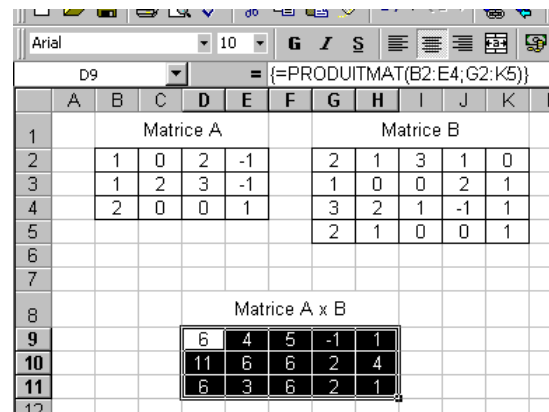 Arial 10 G I S
D9 = {=PRODUITMAT(B2:E4;G2:K5)}
A B C D E F G H I J K
1 Matrice A Matrice B
2 1 0 2 -1 2 1 3 1 0
3 1 2 3 -1 1 0 0 2 1
4 2 0 0 1 3 2 1 -1 1
5 2 1 0 0 1
6
7
8 Matrice A x B
9 6 4 5 -1 1
10 11 6 6 2 4
11 6 3 6 2 1
12